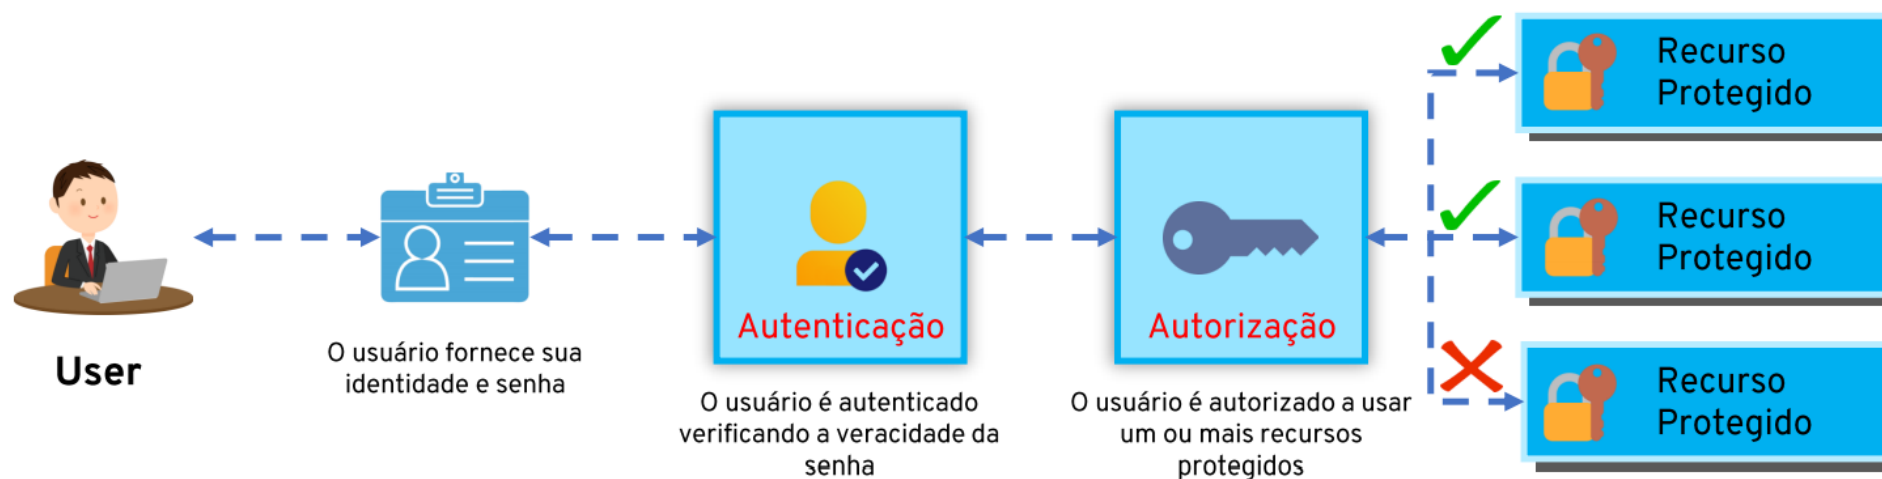 User
O usuário fornece sua
identidade e senha
Autenticação
O usuário é autenticado
verificando a veracidade da
senha
Autorização
O usuário é autorizado a usar
um ou mais recursos
protegidos
Recurso
Protegido
Recurso
Protegido
Recurso
Protegido